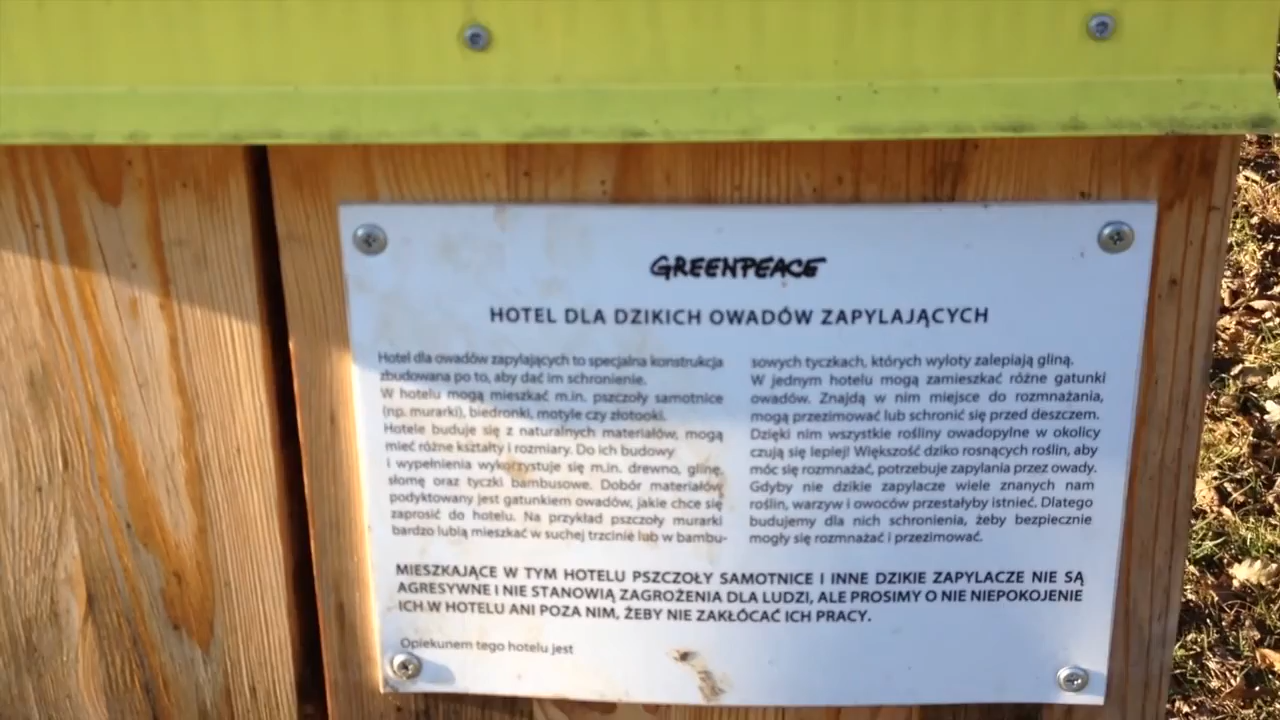 GREENPEACE
HOTEL DLA DZIKICH OWADÓW ZAPYLAJĄCYCH
Hotel dla owadów zapylających to specjalna konstrukcja
zbudowana po to, aby dać im schronienie.
W hotelu mogą mieszkać m.in. pszczoły samotnice
(np. murarki), biedronki, motyle czy złotooki.
Hotele buduje się z naturalnych materiałów, mogą
mieć różne kształty i rozmiary. Do ich budowy
i wypełnienia wykorzystuje się m.in. drewno, glinę,
słomę oraz tyczki bambusowe. Dobór materiałów
podyktowany jest gatunkiem owadów, jakie chce się
zaprosić do hotelu. Na przykład pszczoły murarki
bardzo lubią mieszkać w suchej trzcinie lub w bambu-
sowych tyczkach, których wyloty zalepiają gliną.
W jednym hotelu mogą zamieszkać różne gatunki
owadów. Znajdą w nim miejsce do rozmnażania,
mogą przezimować lub schronić się przed deszczem.
Dzięki nim wszystkie rośliny owadopylne w okolicy
czują się lepiej! Większość dziko rosnących roślin, aby
móc się rozmnażać, potrzebuje zapylania przez owady.
Gdyby nie dzikie zapylacze wiele znanych nam
roślin, warzyw i owoców przestałyby istnieć. Dlatego
budujemy dla nich schronienia, żeby bezpiecznie
mogły się rozmnażać i przezimować.
MIESZKAJĄCE W TYM HOTELU PSZCZOŁY SAMOTNICE I INNE DZIKIE ZAPYLACZE NIE SĄ
AGRESYWNE I NIE STANOWIĄ ZAGROŻENIA DLA LUDZI, ALE PROSIMY O NIE NIEPOKOJENIE
ICH W HOTELU ANI POZA NIM, ŻEBY NIE ZAKŁÓCAĆ ICH PRACY.
Opiekunem tego hotelu jest